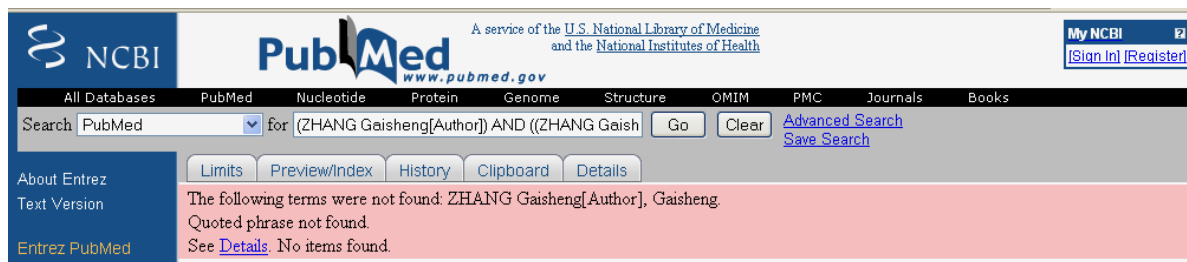 NCBI
PubMed
www.pubmed.gov
A service of the U.S. National Library of Medicine
and the National Institutes of Health
My NCBI
[Sign In] [Register]
All Databases PubMed Nucleotide Protein Genome Structure OMIM PMC Journals Books
Search PubMed for (ZHANG Gaisheng[Author]) AND ((ZHANG Gaish Go Clear Advanced Search
Save Search
Limits Preview/Index History Clipboard Details
About Entrez
Text Version
Entrez PubMed
The following terms were not found: ZHANG Gaisheng[Author], Gaisheng.
Quoted phrase not found.
See Details. No items found.